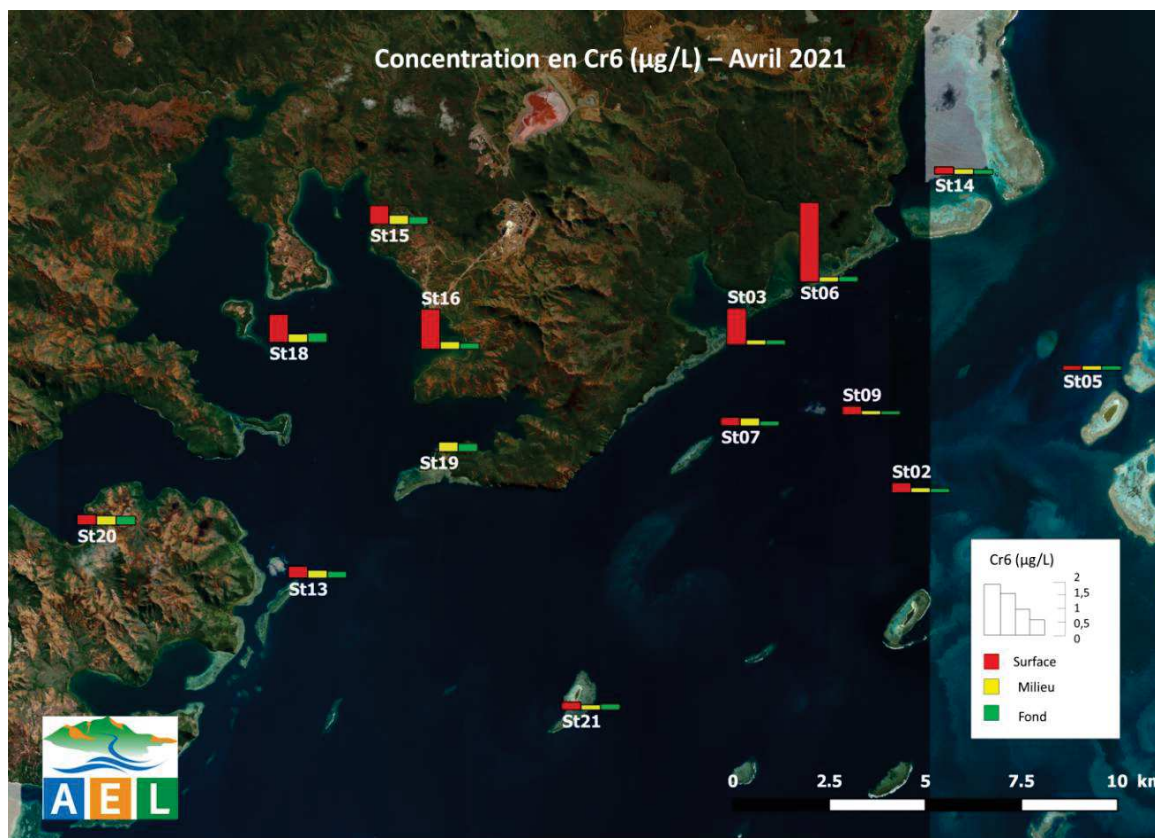 Concentration en Cr6 (µg/L) – Avril 2021
St14
St15
St06
St16
St03
St18
St05
St09
St07
St19
St02
St20
St13
St21
Cr6 (µg/L)
2
1,5
1
0,5
0
Surface
Milieu
Fond
0 2.5 5 7.5 10 km
AEL